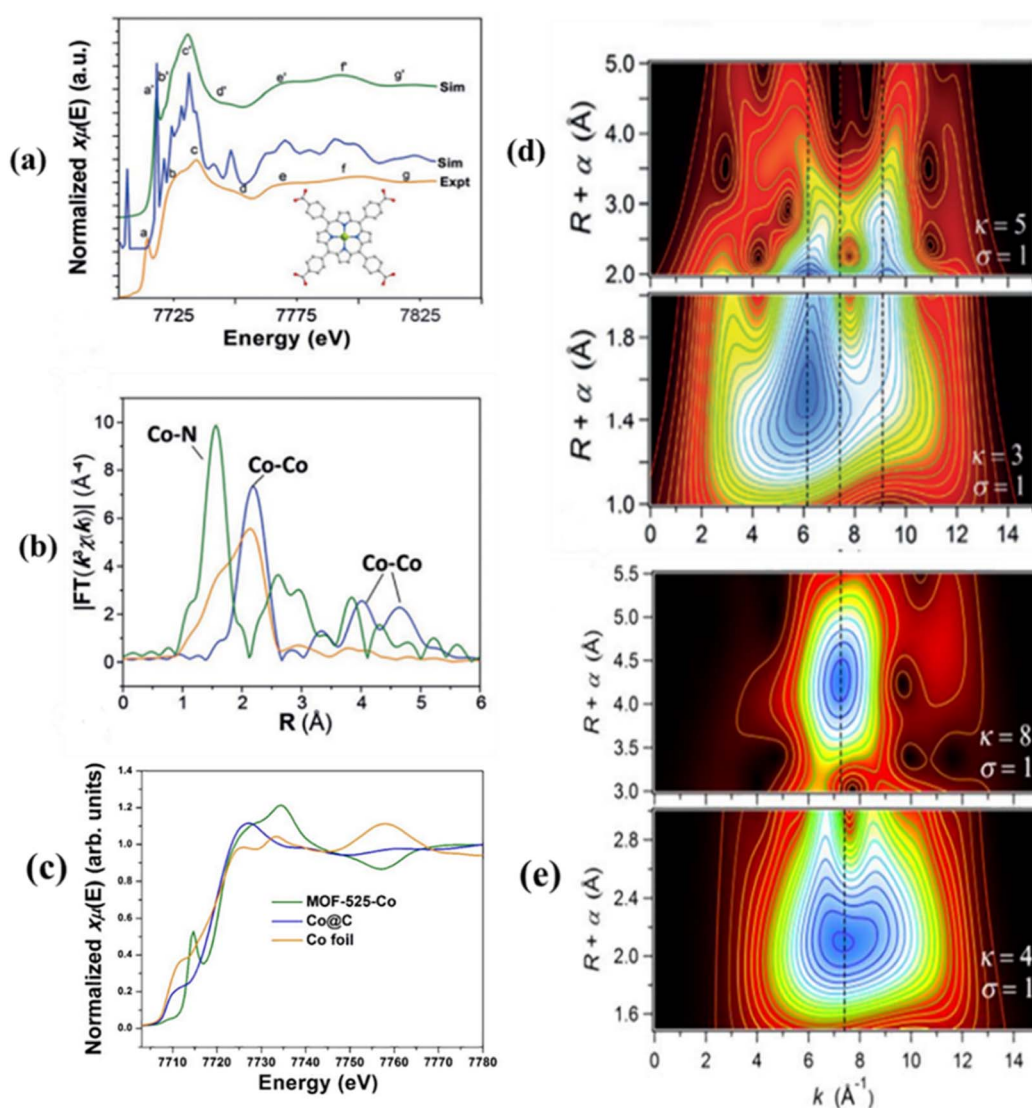 (a)
Normalized xμ(E) (a.u.)
a' b' c' d' e' f' g'
Sim
Sim
Expt
a b c d e f g
7725 7775 7825
Energy (eV)
(b)
|FT(k³χ(k))| (Å⁻⁴)
10
8
6
4
2
0
Co-N
Co-Co
Co-Co
0 1 2 3 4 5 6
R (Å)
(c)
Normalized xμ(E) (arb. units)
1.4
1.2
1.0
0.8
0.6
0.4
0.2
0.0
MOF-525-Co
Co@C
Co foil
7710 7720 7730 7740 7750 7760 7770 7780
Energy (eV)
(d)
R + α (Å)
5.0
4.0
3.0
2.0
κ = 5
σ = 1
R + α (Å)
1.8
1.4
1.0
κ = 3
σ = 1
0 2 4 6 8 10 12 14
(e)
R + α (Å)
5.5
5.0
4.5
4.0
3.5
3.0
κ = 8
σ = 1
R + α (Å)
2.8
2.4
2.0
1.6
κ = 4
σ = 1
0 2 4 6 8 10 12 14
k (Å⁻¹)